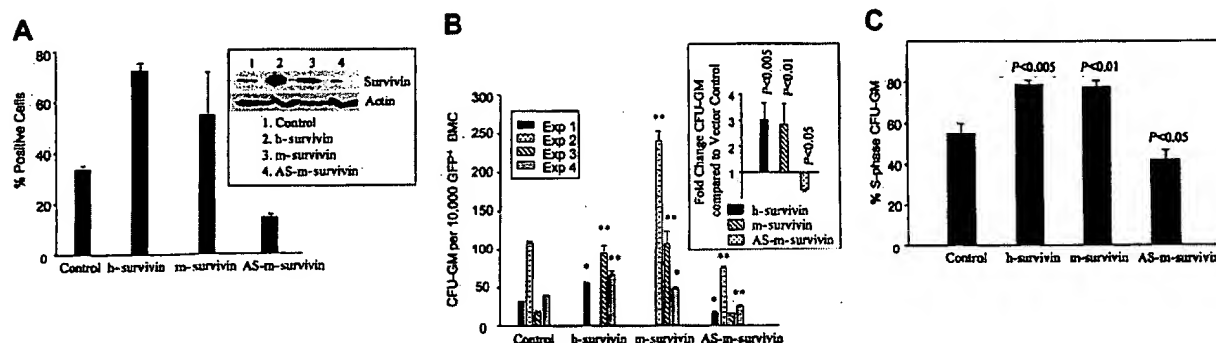 A
% Positive Cells
80
60
40
20
0
Control h-survivin m-survivin AS-m-survivin
1 2 3 4
Survivin
Actin
1. Control
2. h-survivin
3. m-survivin
4. AS-m-survivin
B
CFU-GM per 10,000 GFP+ BMC
300
250
200
150
100
50
0
Exp 1
Exp 2
Exp 3
Exp 4
* ** ** ** ** * * ** **
Control h-survivin m-survivin AS-m-survivin
Fold Change CFU-GM
compared to Vector Control
4
3
2
1
P<0.005
P<0.01
P<0.05
h-survivin
m-survivin
AS-m-survivin
C
% S-phase CFU-GM
80
60
40
20
0
P<0.005
P<0.01
P<0.05
Control h-survivin m-survivin AS-m-survivin